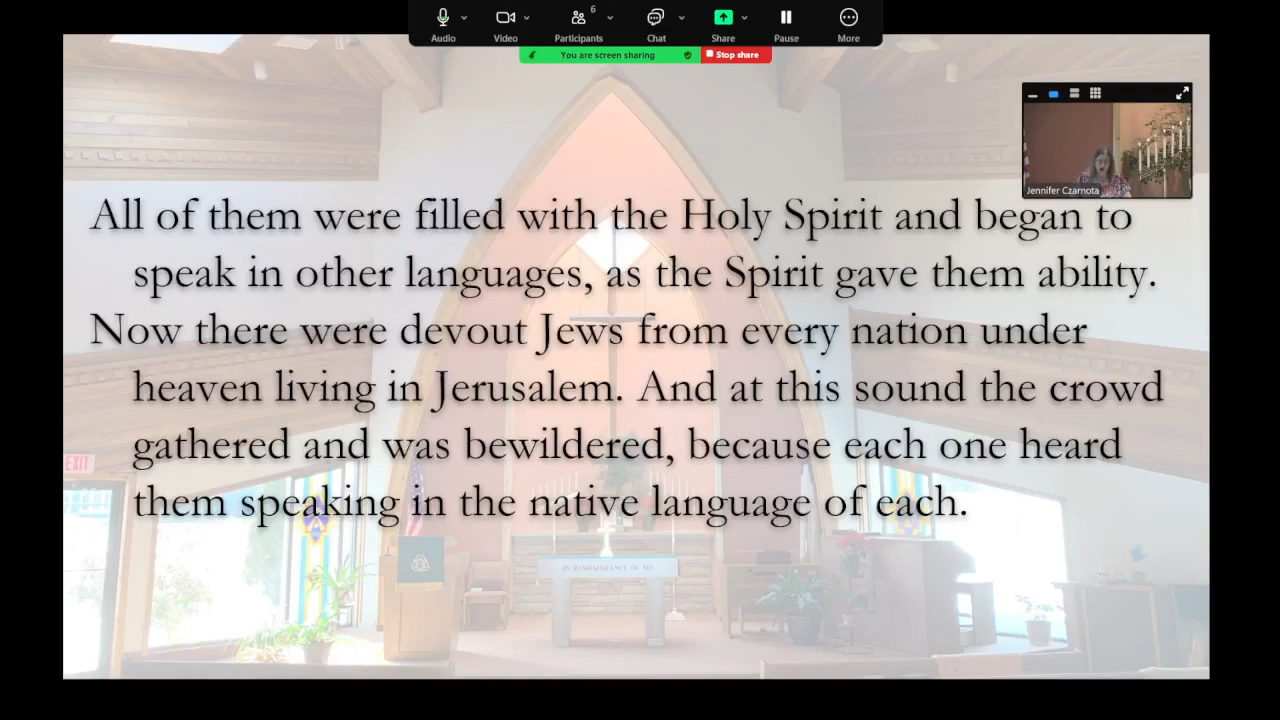 6
Audio
Video
Participants
Chat
Share
Pause
More
You are screen sharing
Stop share
Jennifer Czarnota
All of them were filled with the Holy Spirit and began to
speak in other languages, as the Spirit gave them ability.
Now there were devout Jews from every nation under
heaven living in Jerusalem. And at this sound the crowd
gathered and was bewildered, because each one heard
them speaking in the native language of each.
EXIT
IN REMEMBRANCE OF ME